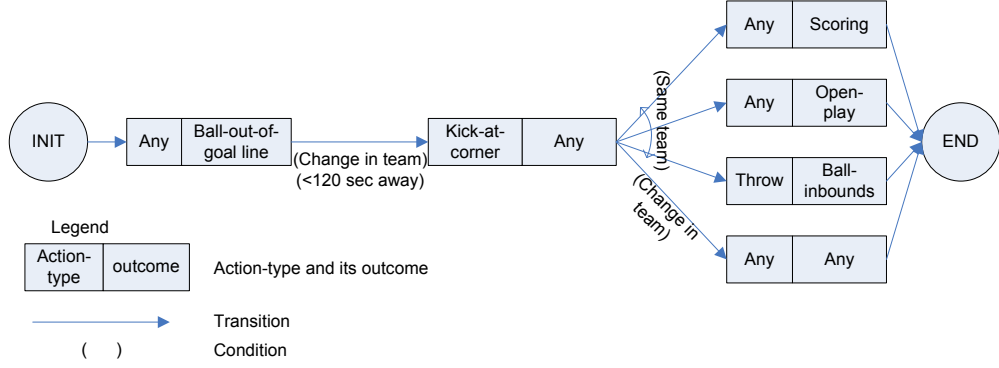 INIT
Any
Ball-out-of-
goal line
(Change in team)
(<120 sec away)
Kick-at-
corner
Any
(Same team)
(Change in
team)
Any
Scoring
Any
Open-
play
Throw
Ball-
inbounds
Any
Any
END
Legend
Action-
type
outcome
Action-type and its outcome
Transition
( )
Condition